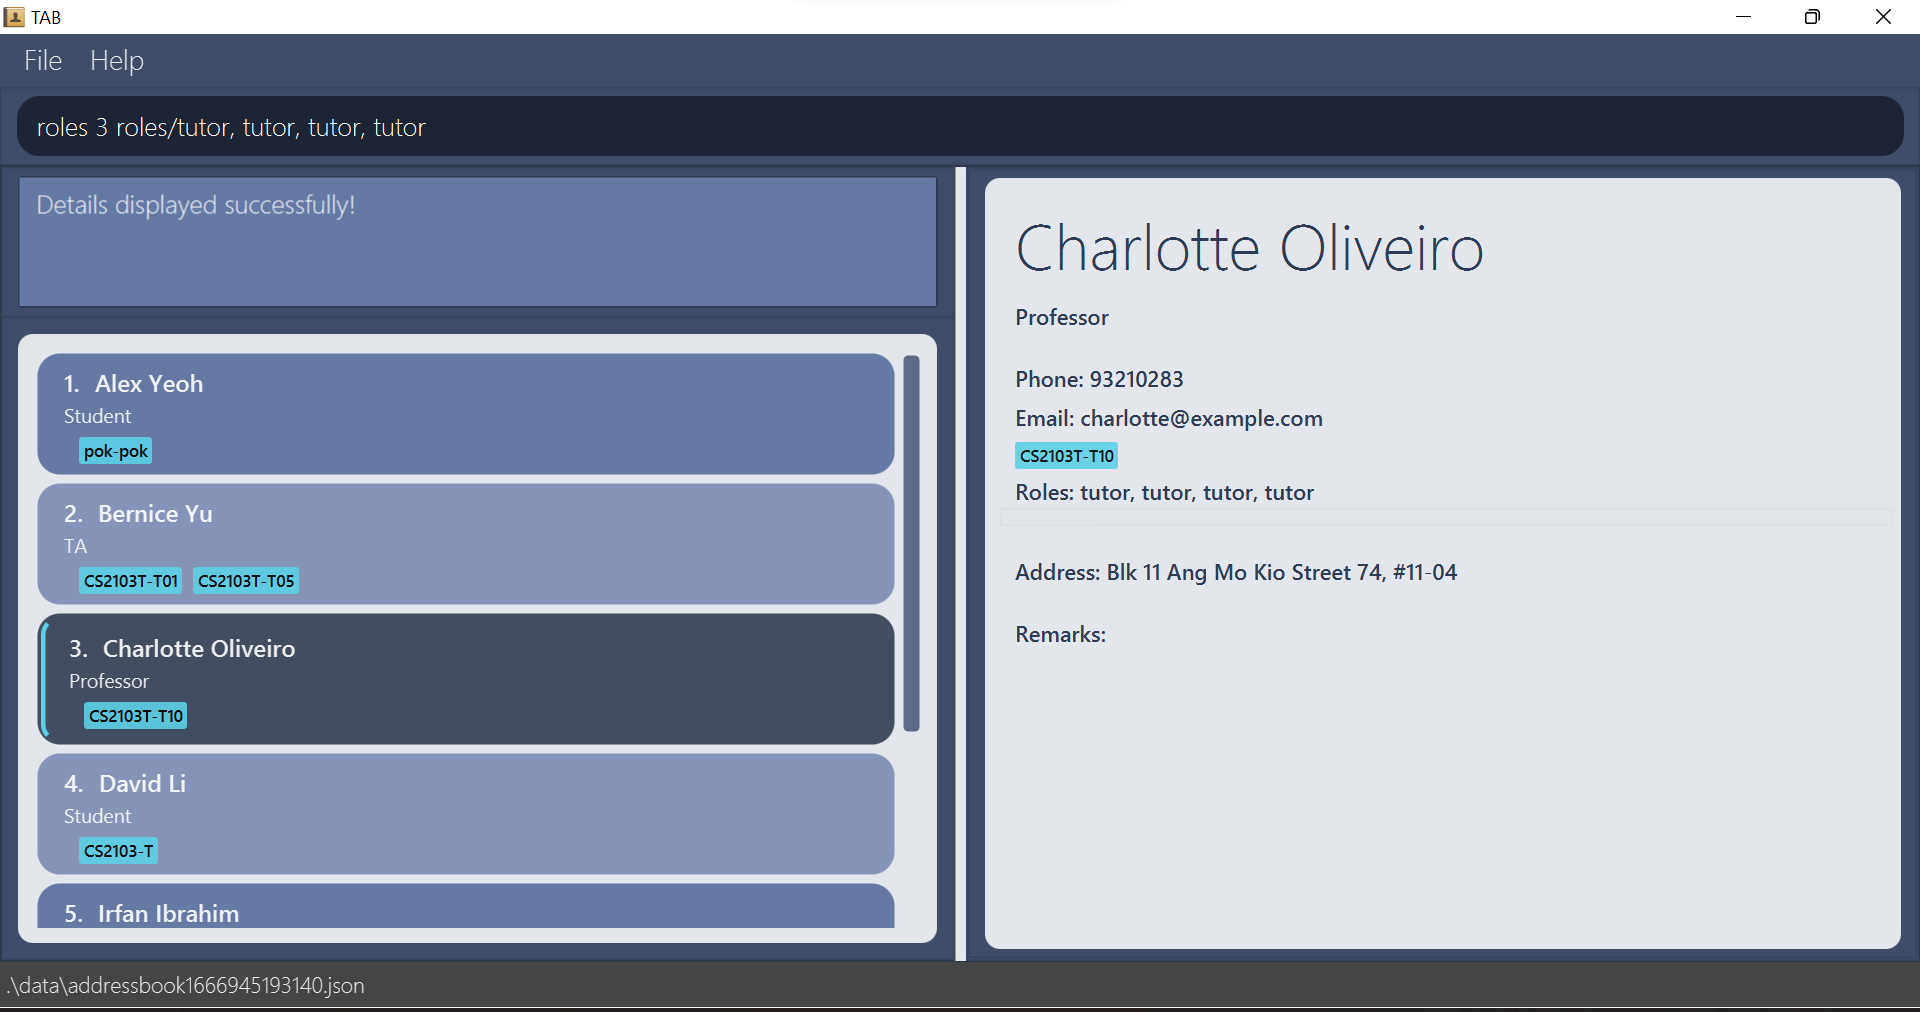 TAB
File Help
roles 3 roles/tutor, tutor, tutor, tutor
Details displayed successfully!
1. Alex Yeoh
Student
pok-pok
2. Bernice Yu
TA
CS2103T-T01 CS2103T-T05
3. Charlotte Oliveiro
Professor
CS2103T-T10
4. David Li
Student
CS2103-T
5. Irfan Ibrahim
Charlotte Oliveiro
Professor
Phone: 93210283
Email: charlotte@example.com
CS2103T-T10
Roles: tutor, tutor, tutor, tutor
Address: Blk 11 Ang Mo Kio Street 74, #11-04
Remarks:
.\data\addressbook1666945193140.json